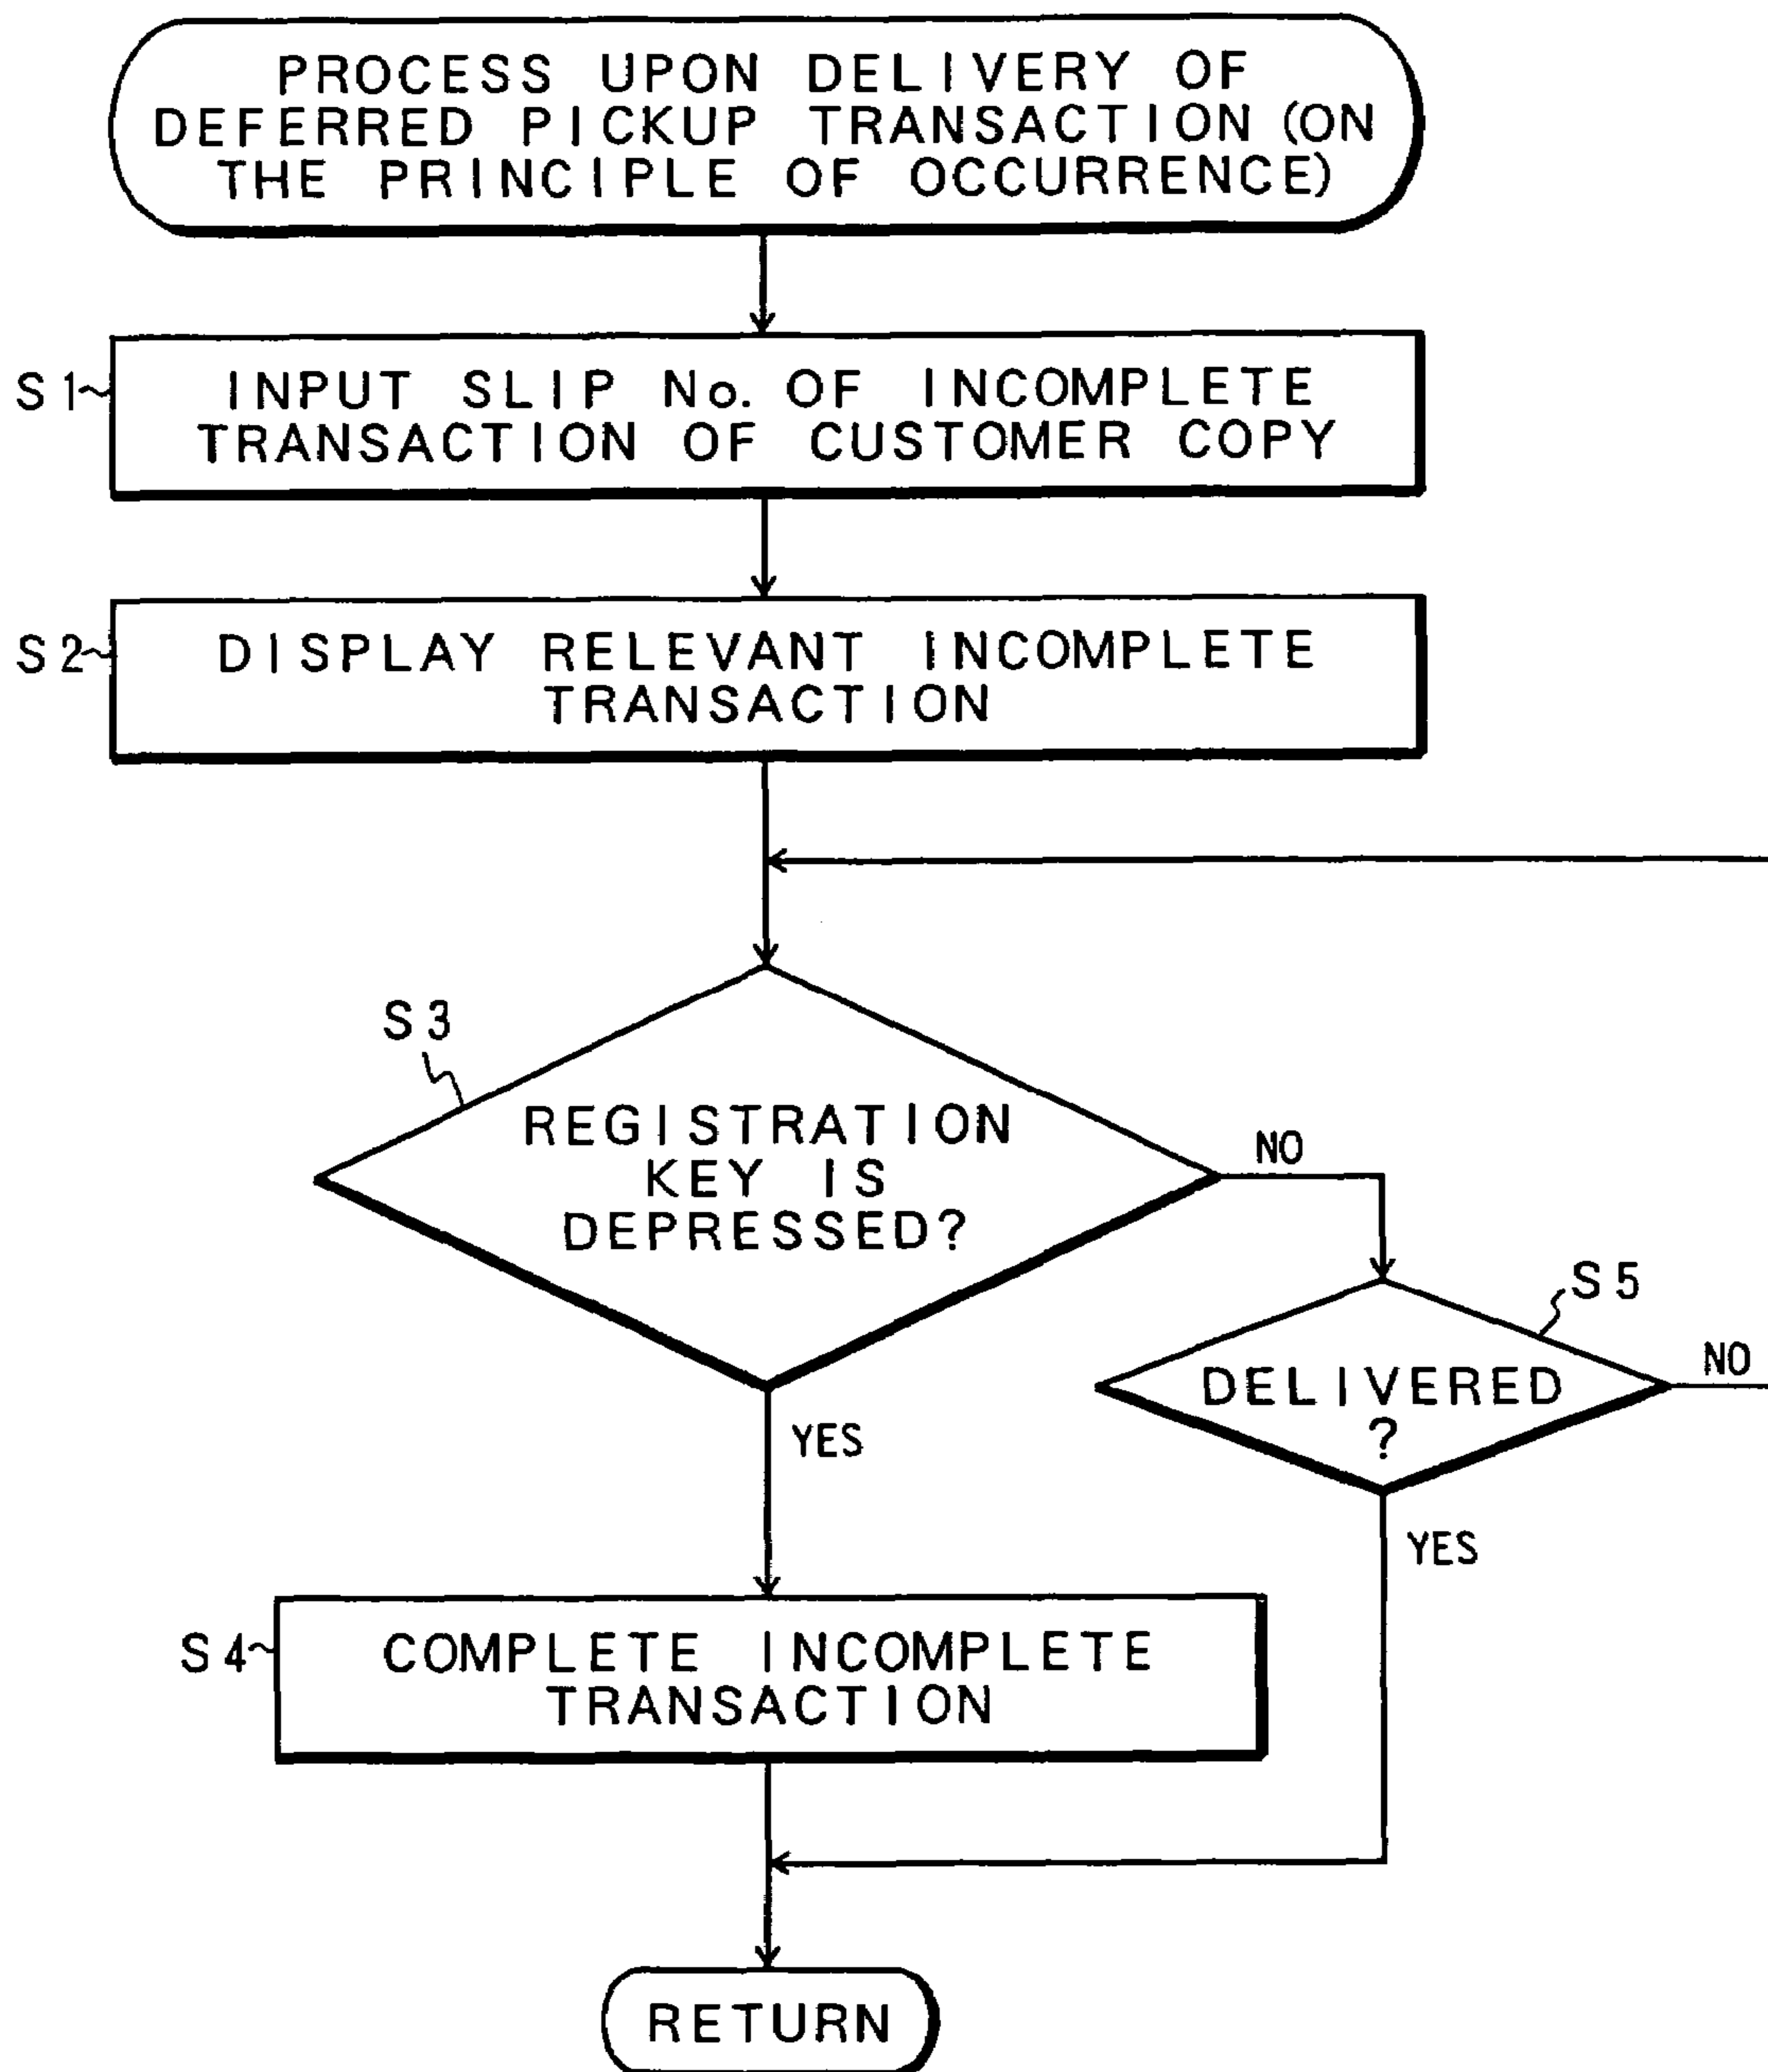 PROCESS UPON DELIVERY OF
DEFERRED PICKUP TRANSACTION (ON
THE PRINCIPLE OF OCCURRENCE)
S1
INPUT SLIP No. OF INCOMPLETE
TRANSACTION OF CUSTOMER COPY
S2
DISPLAY RELEVANT INCOMPLETE
TRANSACTION
S3
REGISTRATION
KEY IS
DEPRESSED?
NO
S5
DELIVERED
?
NO
YES
YES
S4
COMPLETE INCOMPLETE
TRANSACTION
RETURN